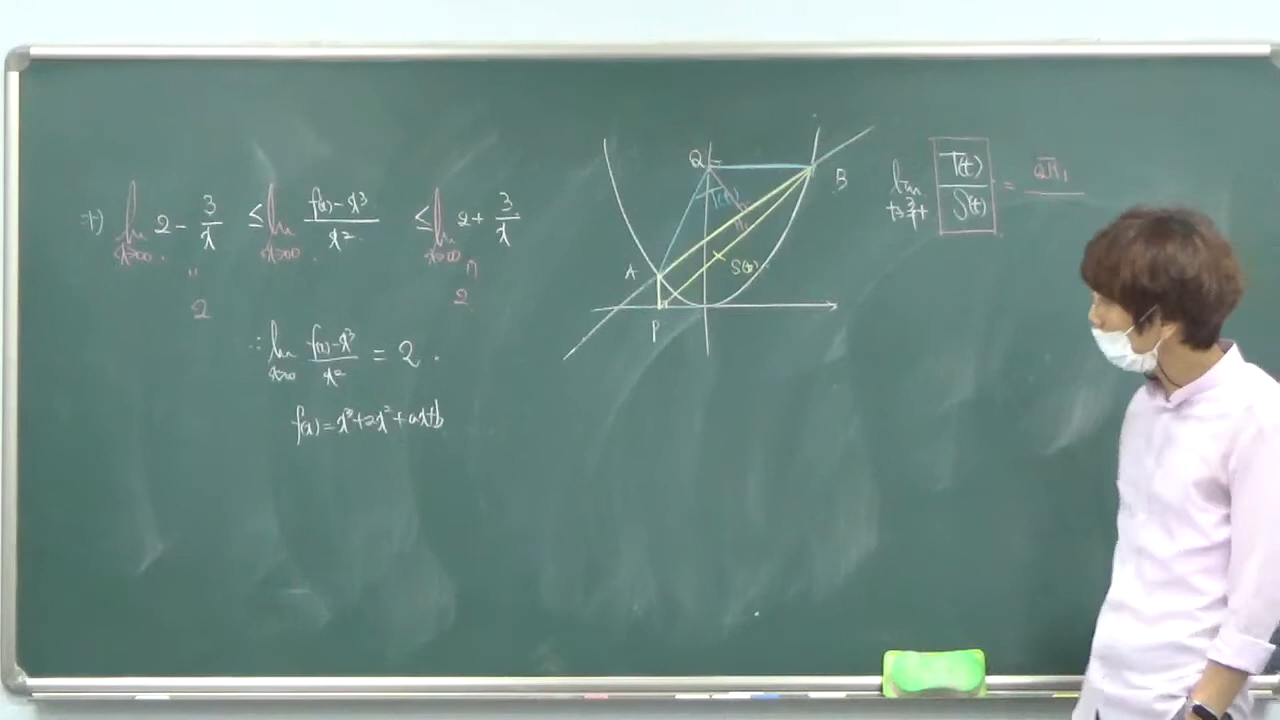 lim x→∞ 2 - 3/x ≤ lim x→∞ f(x)-x³/x² ≤ lim x→∞ 2 + 3/x
" "
2 2
∴ lim x→∞ f(x)-x³/x² = 2 .
f(x) = x³+2x²+ax+b
Q
B
T(t)
A
S(t)
P
lim T(t)/S(t) = QH₁